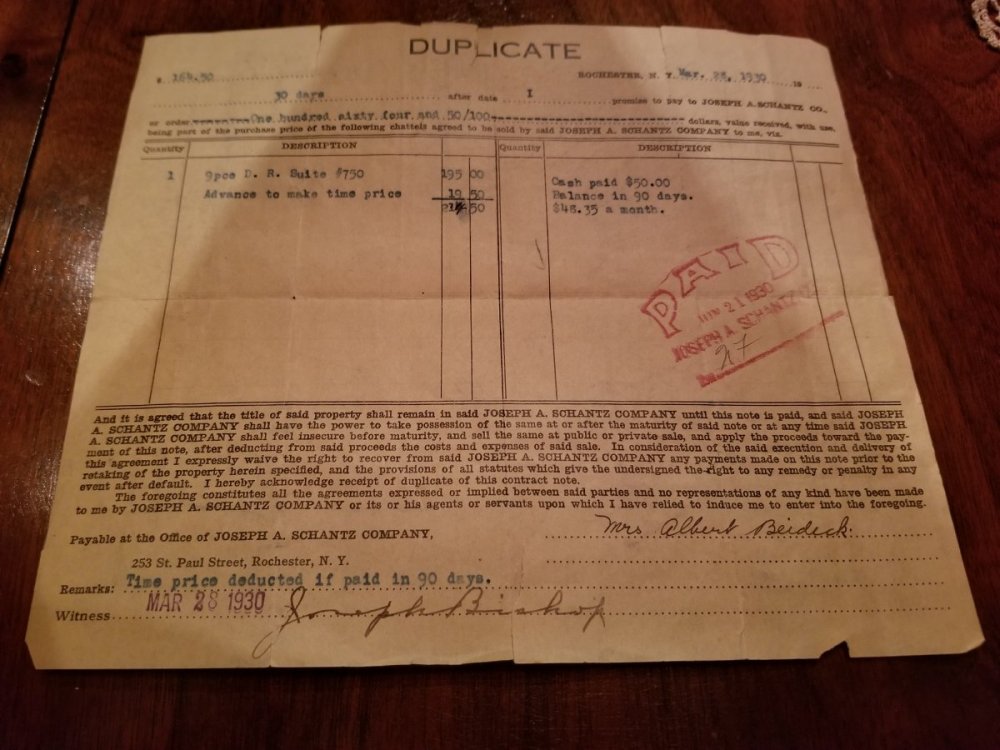 DUPLICATE
$ 164.50 ROCHESTER, N. Y. Mar. 28, 1930 19
30 days after date I promise to pay to JOSEPH A. SCHANTZ CO.,
or order One hundred sixty four and 50/100 dollars, value received, with use,
being part of the purchase price of the following chattels agreed to be sold by said JOSEPH A. SCHANTZ COMPANY to me, viz.
Quantity DESCRIPTION Quantity DESCRIPTION
1 9pce D. R. Suite #750 195 00 Cash paid $50.00
Advance to make time price 19 50 Balance in 90 days.
214 50 $48.35 a month.
PAID
21 1930
JOSEPH A. SCHANTZ
27
And it is agreed that the title of said property shall remain in said JOSEPH A. SCHANTZ COMPANY until this note is paid, and said JOSEPH
A. SCHANTZ COMPANY shall have the power to take possession of the same at or after the maturity of said note or at any time said JOSEPH
A. SCHANTZ COMPANY shall feel insecure before maturity, and sell the same at public or private sale, and apply the proceeds toward the pay-
ment of this note, after deducting from said proceeds the costs and expenses of said sale. In consideration of the said execution and delivery of
this agreement I expressly waive the right to recover from said JOSEPH A. SCHANTZ COMPANY any payments made on this note prior to the
retaking of the property herein specified, and the provisions of all statutes which give the undersigned the right to any remedy or penalty in any
event after default. I hereby acknowledge receipt of duplicate of this contract note.
The foregoing constitutes all the agreements expressed or implied between said parties and no representations of any kind have been made
to me by JOSEPH A. SCHANTZ COMPANY or its or his agents or servants upon which I have relied to induce me to enter into the foregoing.
Payable at the Office of JOSEPH A. SCHANTZ COMPANY, Mrs Albert Beideck
253 St. Paul Street, Rochester, N. Y.
Remarks: Time price deducted if paid in 90 days.
MAR 28 1930
Witness Joseph Bishop